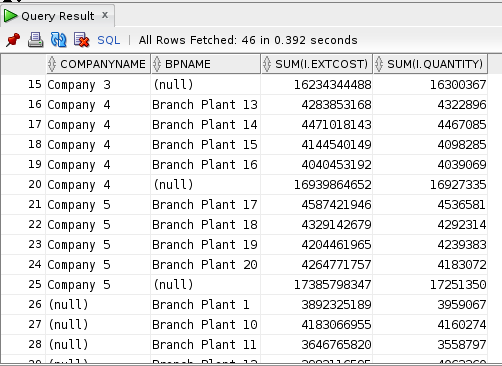 Query Result x
SQL | All Rows Fetched: 46 in 0.392 seconds
COMPANYNAME BPNAME SUM(I.EXTCOST) SUM(I.QUANTITY)
15 Company 3 (null) 16234344488 16300367
16 Company 4 Branch Plant 13 4283853168 4322896
17 Company 4 Branch Plant 14 4471018143 4467085
18 Company 4 Branch Plant 15 4144540149 4098285
19 Company 4 Branch Plant 16 4040453192 4039069
20 Company 4 (null) 16939864652 16927335
21 Company 5 Branch Plant 17 4587421946 4536581
22 Company 5 Branch Plant 18 4329142679 4292314
23 Company 5 Branch Plant 19 4204461965 4239383
24 Company 5 Branch Plant 20 4264771757 4183072
25 Company 5 (null) 17385798347 17251350
26 (null) Branch Plant 1 3892325189 3959067
27 (null) Branch Plant 10 4183066955 4160274
28 (null) Branch Plant 11 3646765820 3558797
(null) Branch Plant